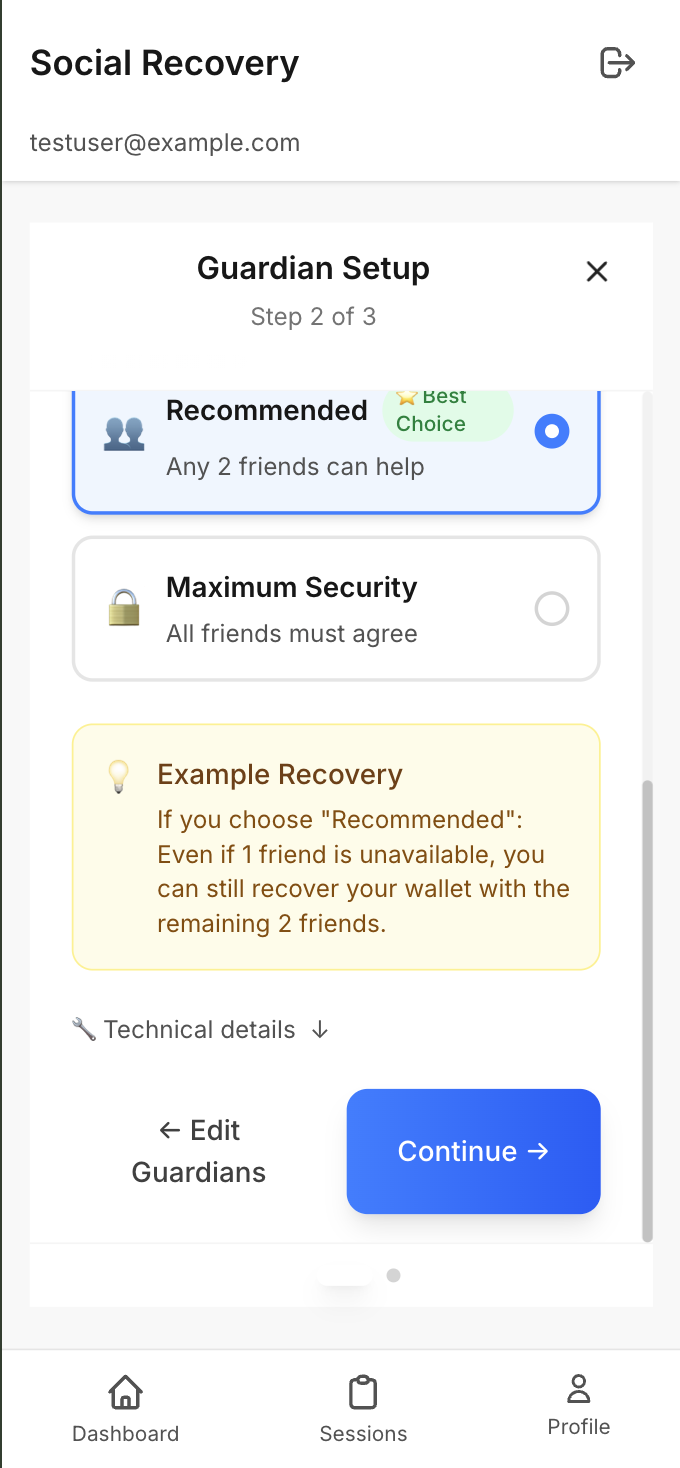 Social Recovery
testuser@example.com
Guardian Setup
Step 2 of 3
Recommended
⭐Best
Choice
Any 2 friends can help
Maximum Security
All friends must agree
Example Recovery
If you choose "Recommended":
Even if 1 friend is unavailable, you
can still recover your wallet with the
remaining 2 friends.
🔧 Technical details ↓
← Edit
Guardians
Continue →
Dashboard
Sessions
Profile